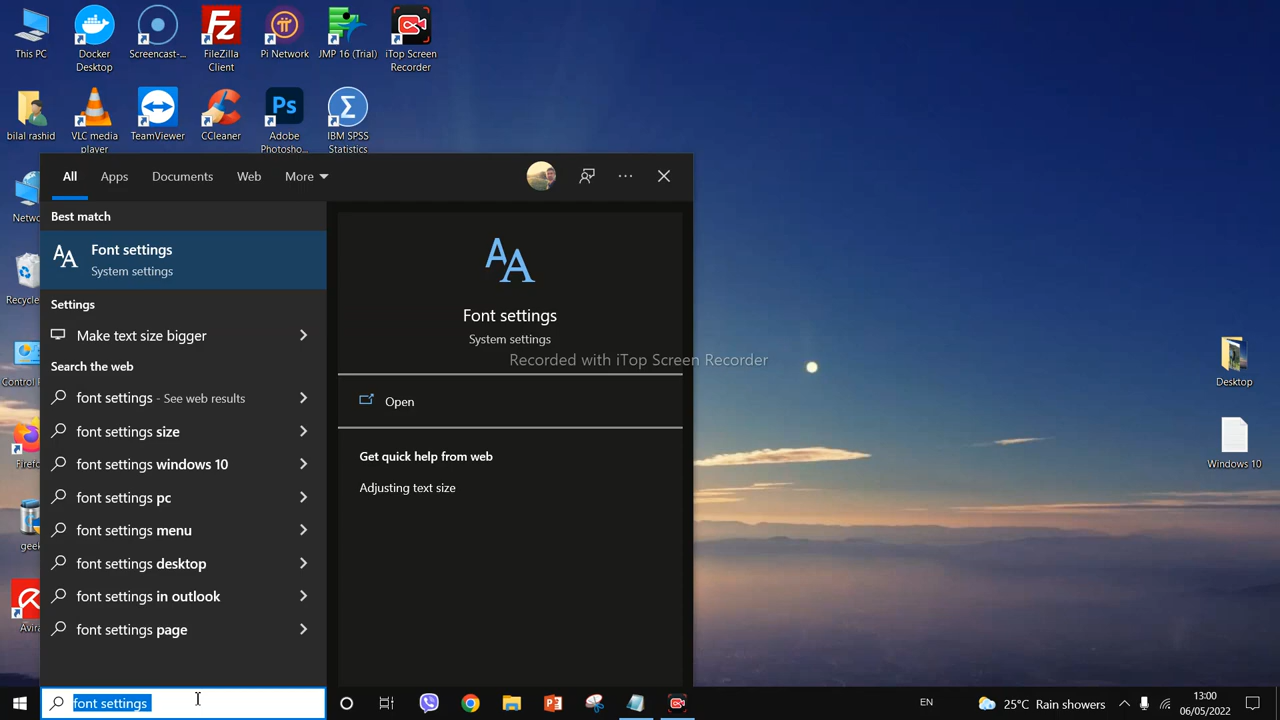 This PC
Docker
Desktop
Screencast-...
FileZilla
Client
Pi Network
JMP 16 (Trial)
iTop Screen
Recorder
bilal rashid
VLC media
player
TeamViewer
CCleaner
Adobe
Photosho...
IBM SPSS
Statistics
All
Apps
Documents
Web
More
Best match
Font settings
System settings
Settings
Make text size bigger
Search the web
font settings - See web results
font settings size
font settings windows 10
font settings pc
font settings menu
font settings desktop
font settings in outlook
font settings page
Font settings
System settings
Recorded with iTop Screen Recorder
Open
Get quick help from web
Adjusting text size
Netwo
Recycle
Control P
Firefo
geek
Avira
Desktop
Windows 10
font settings
EN
25°C Rain showers
13:00
06/05/2022